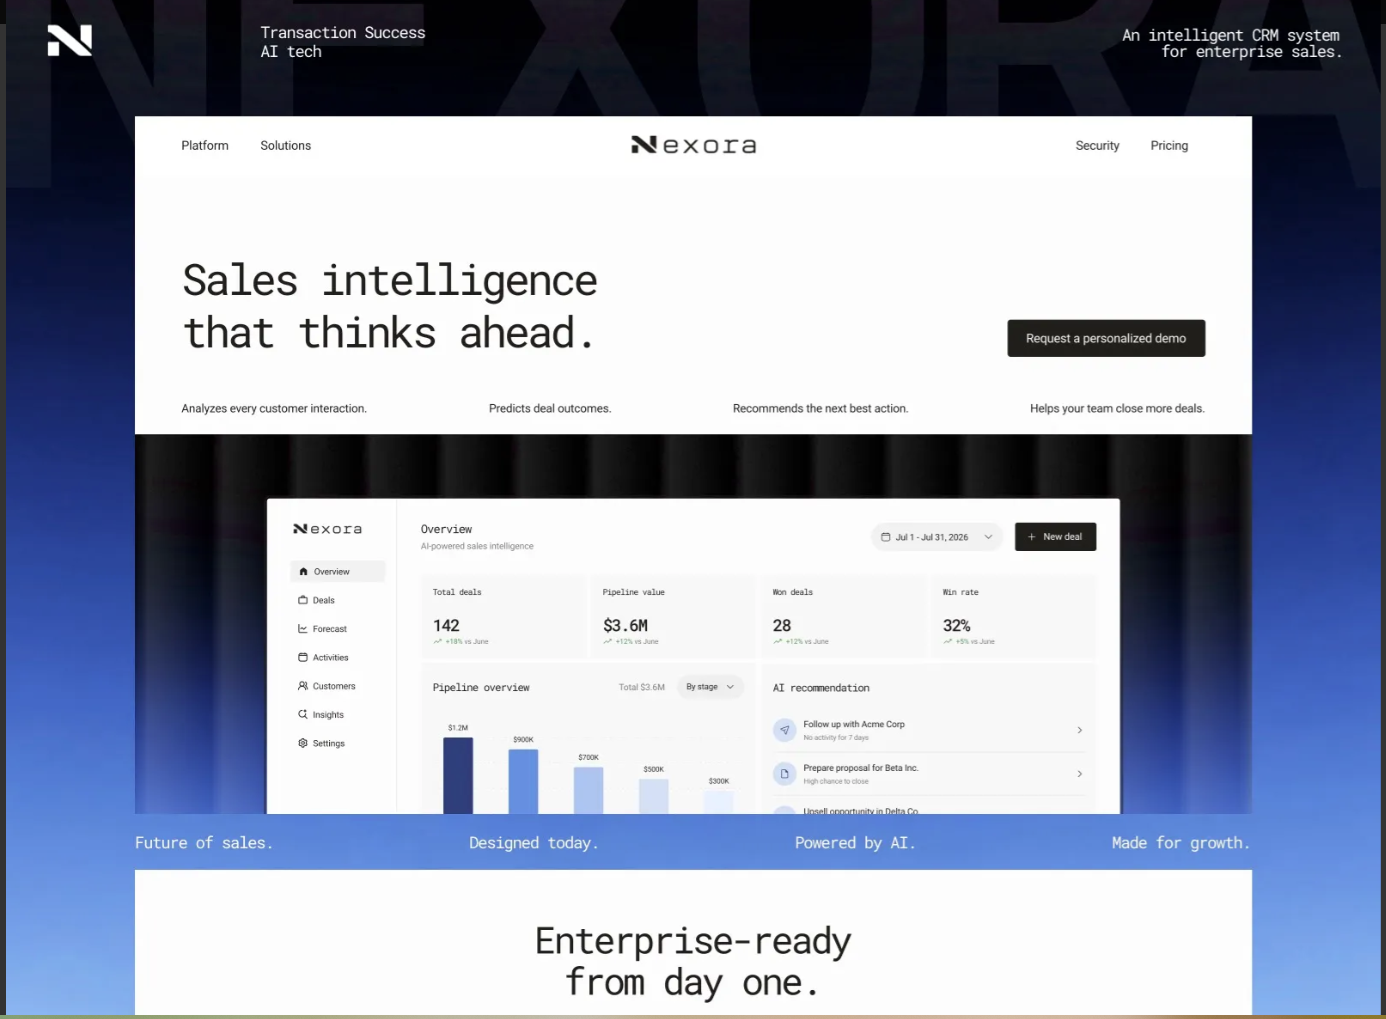 NEXORA
Transaction Success
AI tech
An intelligent CRM system
for enterprise sales.
Platform
Solutions
Nexora
Security
Pricing
Sales intelligence
that thinks ahead.
Request a personalized demo
Analyzes every customer interaction.
Predicts deal outcomes.
Recommends the next best action.
Helps your team close more deals.
Nexora
Overview
Deals
Forecast
Activities
Customers
Insights
Settings
Overview
AI-powered sales intelligence
Jul 1 - Jul 31, 2026
+ New deal
Total deals
142
+18% vs June
Pipeline value
$3.6M
+12% vs June
Won deals
28
+12% vs June
Win rate
32%
+5% vs June
Pipeline overview
Total $3.6M
By stage
$1.2M
$900K
$700K
$500K
$300K
AI recommendation
Follow up with Acme Corp
No activity for 7 days
Prepare proposal for Beta Inc.
High chance to close
Upsell opportunity in Delta Co
Future of sales.
Designed today.
Powered by AI.
Made for growth.
Enterprise-ready
from day one.